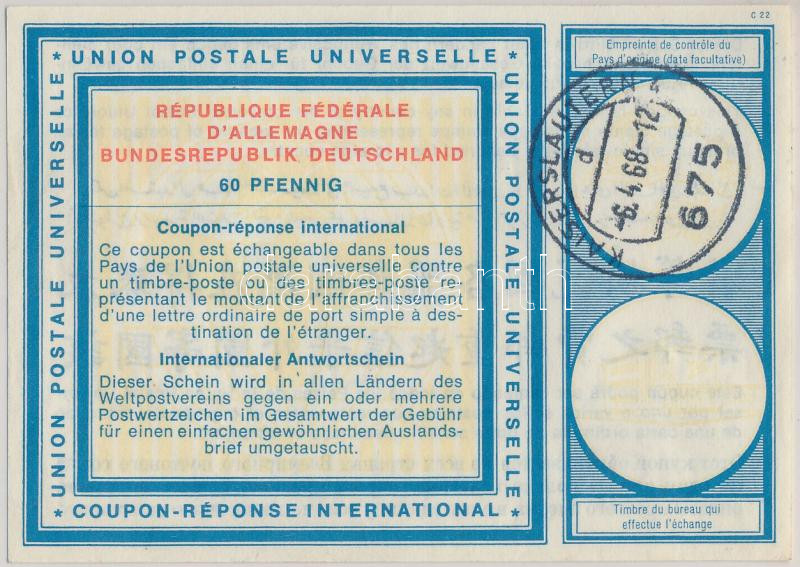 C 22
* UNION POSTALE UNIVERSELLE *
UNION POSTALE UNIVERSELLE
UNION POSTALE UNIVERSELLE
RÉPUBLIQUE FÉDÉRALE
D'ALLEMAGNE
BUNDESREPUBLIK DEUTSCHLAND
60 PFENNIG
Coupon-réponse international
Ce coupon est échangeable dans tous les
Pays de l'Union postale universelle contre
un timbre-poste ou des timbres-poste re-
présentant le montant de l'affranchissement
d'une lettre ordinaire de port simple à des-
tination de l'étranger.
Internationaler Antwortschein
Dieser Schein wird in allen Ländern des
Weltpostvereins gegen ein oder mehrere
Postwertzeichen im Gesamtwert der Gebühr
für einen einfachen gewöhnlichen Auslands-
brief umgetauscht.
* COUPON-RÉPONSE INTERNATIONAL *
Empreinte de contrôle du
Pays d'origine (date facultative)
KAISERSLAUTERN 4
d
-6.4.68-12
675
Timbre du bureau qui
effectue l'échange
darabanth